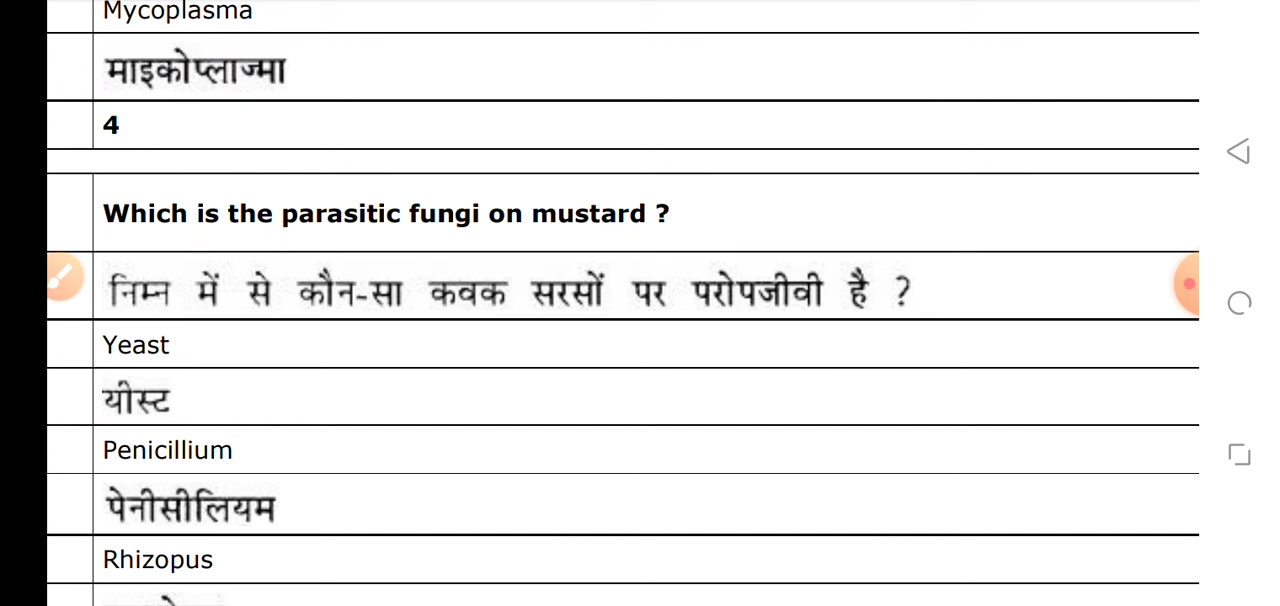 Mycoplasma
माइकोप्लाज्मा
4
Which is the parasitic fungi on mustard ?
निम्न में से कौन-सा कवक सरसों पर परोपजीवी है ?
Yeast
यीस्ट
Penicillium
पेनीसीलियम
Rhizopus